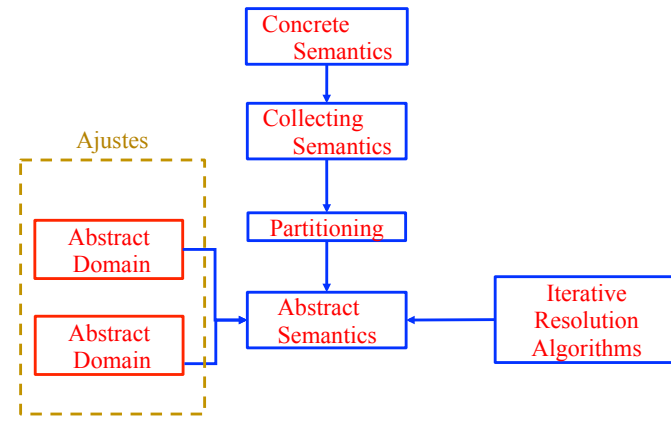 Concrete
Semantics
Collecting
Semantics
Ajustes
Partitioning
Abstract
Domain
Abstract
Semantics
Iterative
Resolution
Algorithms
Abstract
Domain